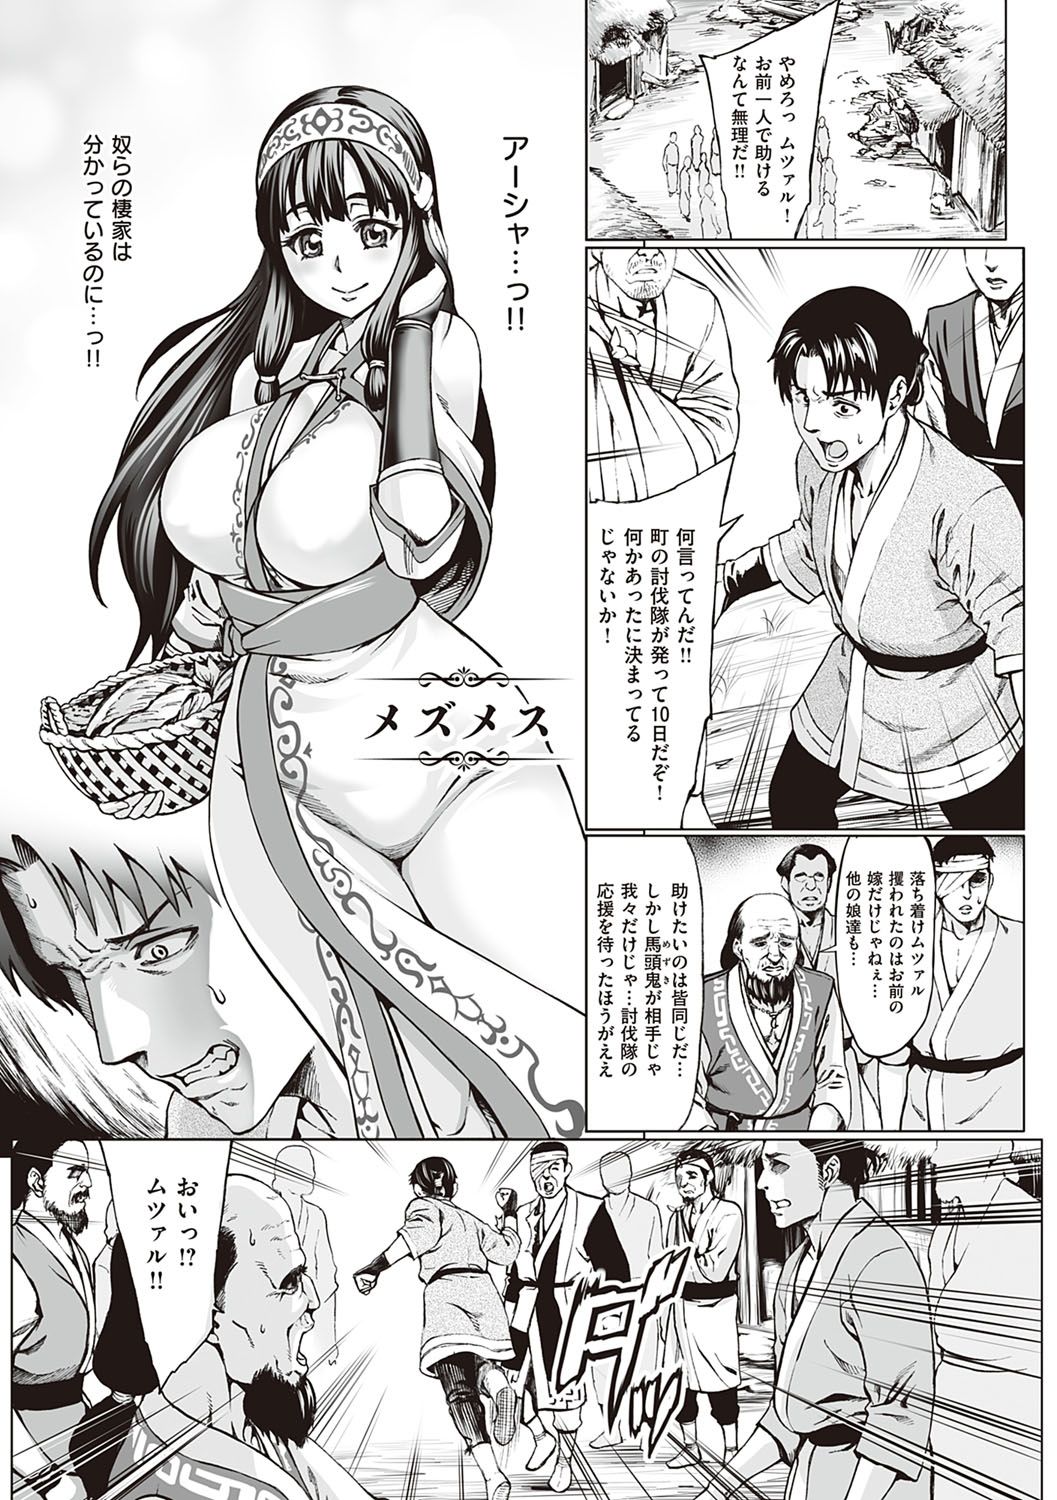 やめろっ ムツァル！
お前一人で助ける
なんて無理だ!!
何言ってんだ!!
町の討伐隊が発って10日だぞ！
何かあったに決まってる
じゃないか！
落ち着けムツァル
攫われたのはお前の
嫁だけじゃねぇ…
他の娘達も…
助けたいのは皆同じだ…
しかし馬頭鬼が相手じゃ
めずき
我々だけじゃ…討伐隊の
応援を待ったほうがええ
アーシャ…っ!!
奴らの棲家は
分かっているのに…っ!!
メズメス
ダッ
おいっ!?
ムツァル!!